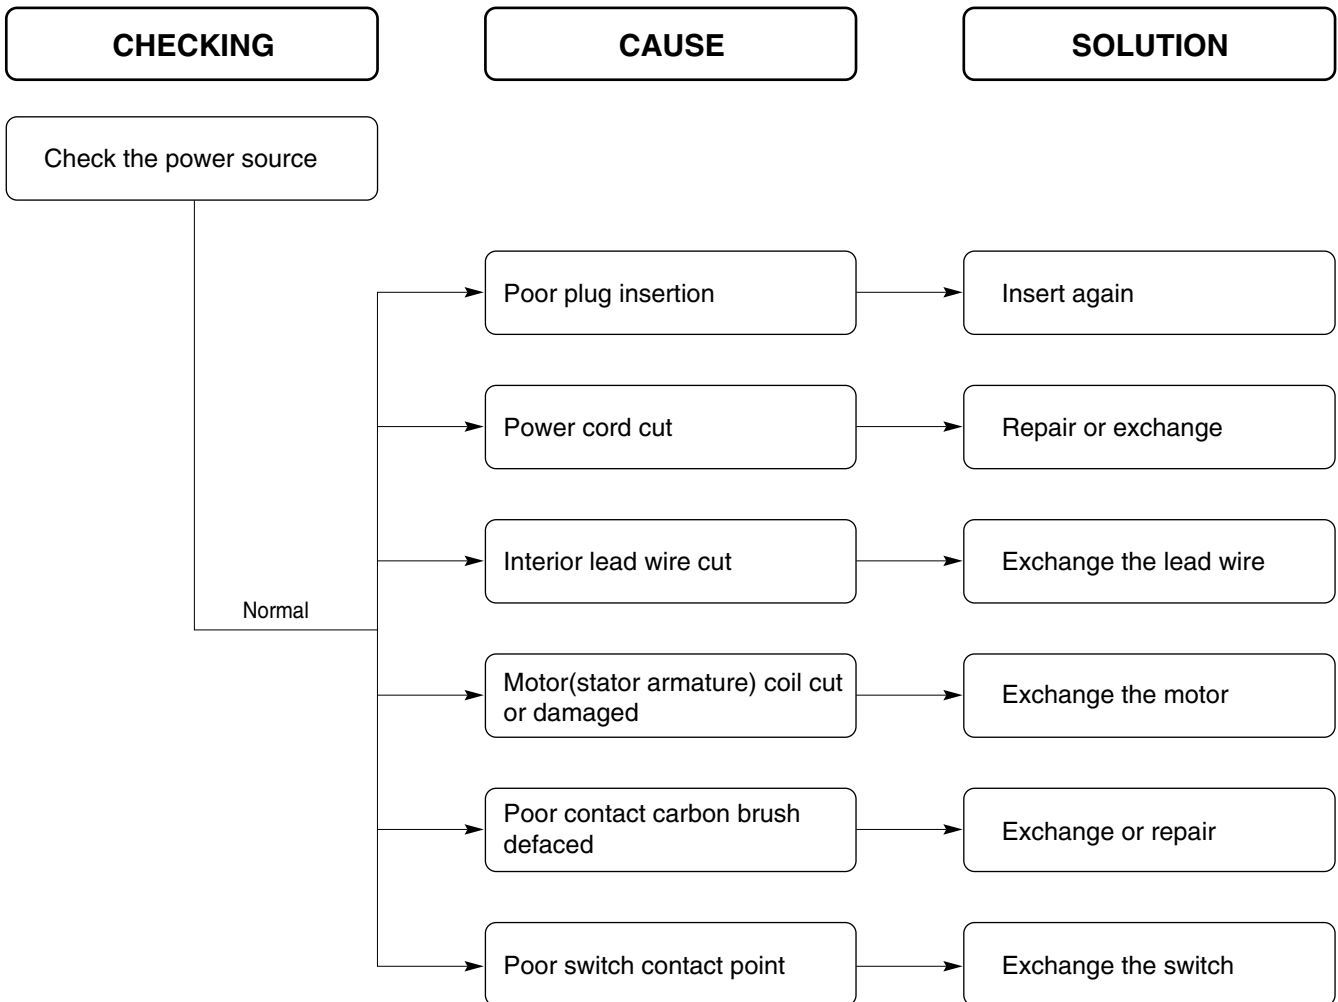 CHECKING
CAUSE
SOLUTION
Check the power source
Poor plug insertion
Insert again
Power cord cut
Repair or exchange
Interior lead wire cut
Exchange the lead wire
Normal
Motor(stator armature) coil cut
or damaged
Exchange the motor
Poor contact carbon brush
defaced
Exchange or repair
Poor switch contact point
Exchange the switch